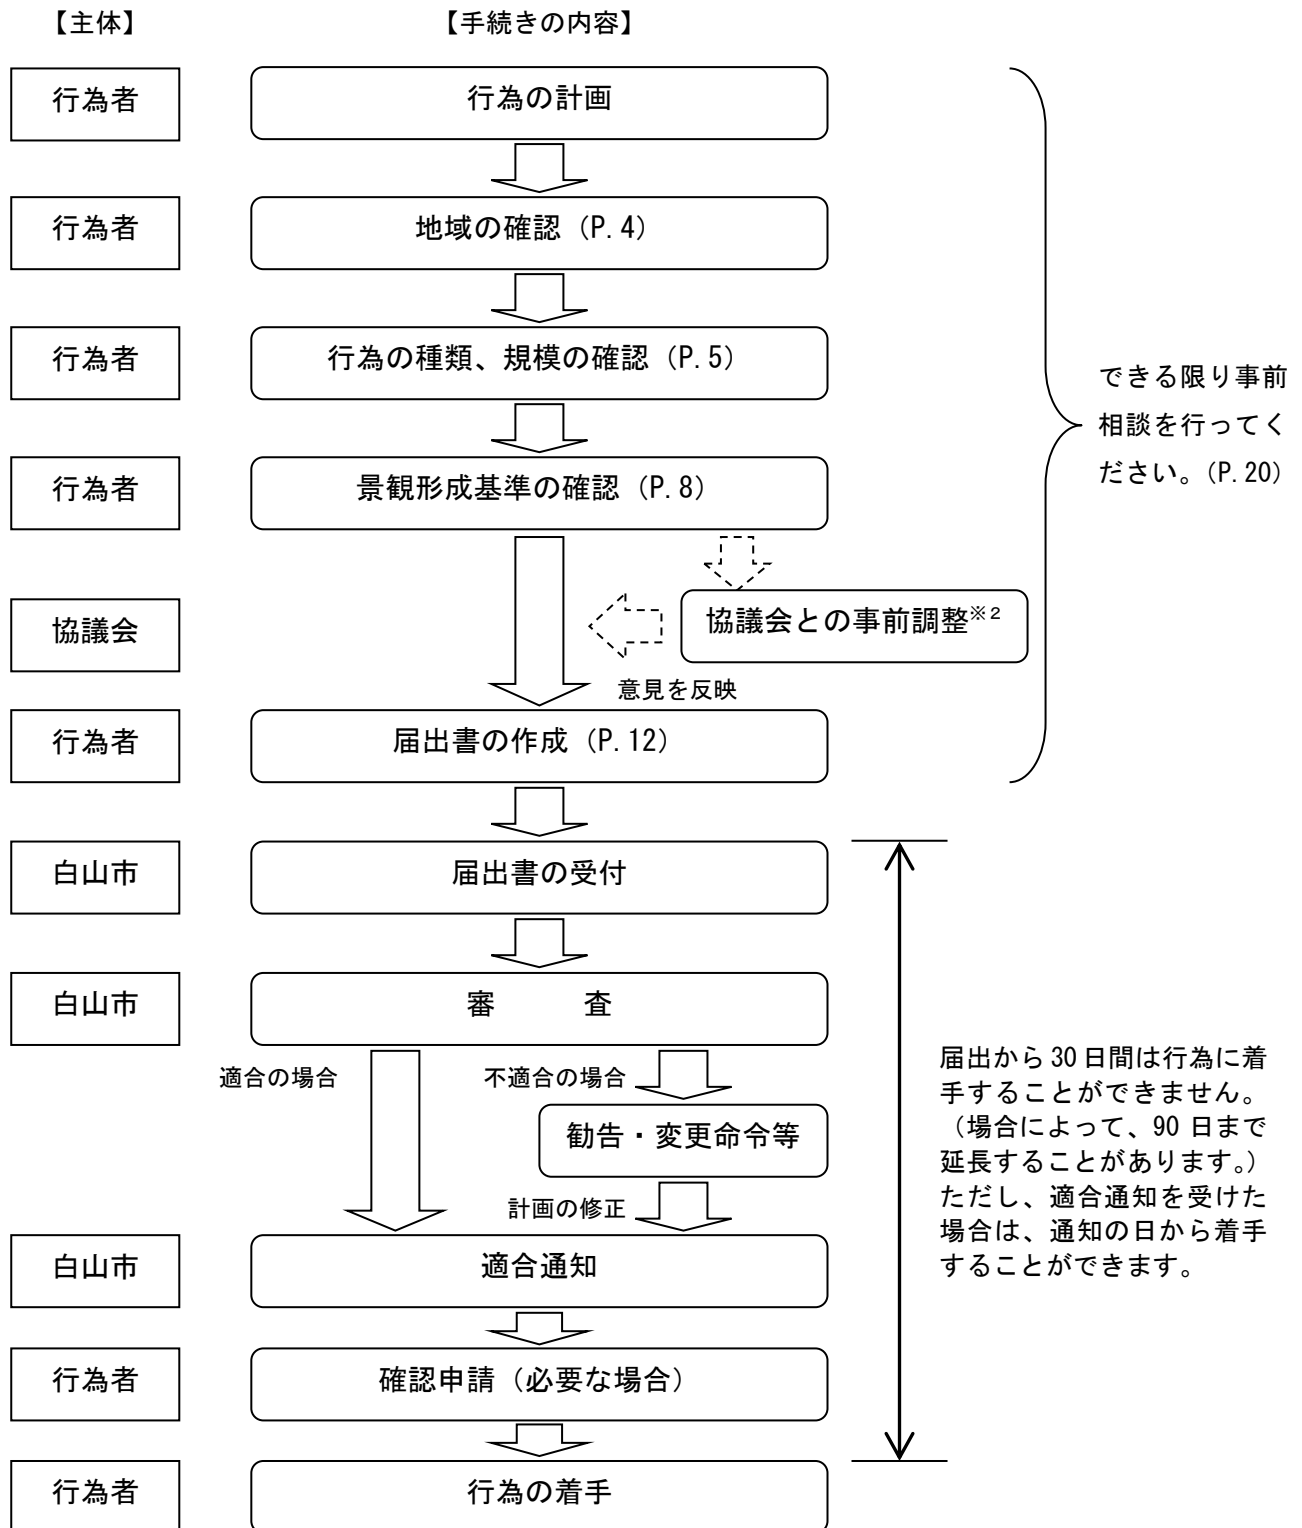 【主体】 【手続きの内容】
行為者 行為の計画
行為者 地域の確認（P.4）
行為者 行為の種類、規模の確認（P.5）
できる限り事前
相談を行ってく
ださい。（P.20）
行為者 景観形成基準の確認（P.8）
協議会 協議会との事前調整※2
意見を反映
行為者 届出書の作成（P.12）
白山市 届出書の受付
白山市 審　　　査
適合の場合 不適合の場合
勧告・変更命令等
計画の修正
届出から 30 日間は行為に着
手することができません。
（場合によって、90 日まで
延長することがあります。）
ただし、適合通知を受けた
場合は、通知の日から着手
することができます。
白山市 適合通知
行為者 確認申請（必要な場合）
行為者 行為の着手